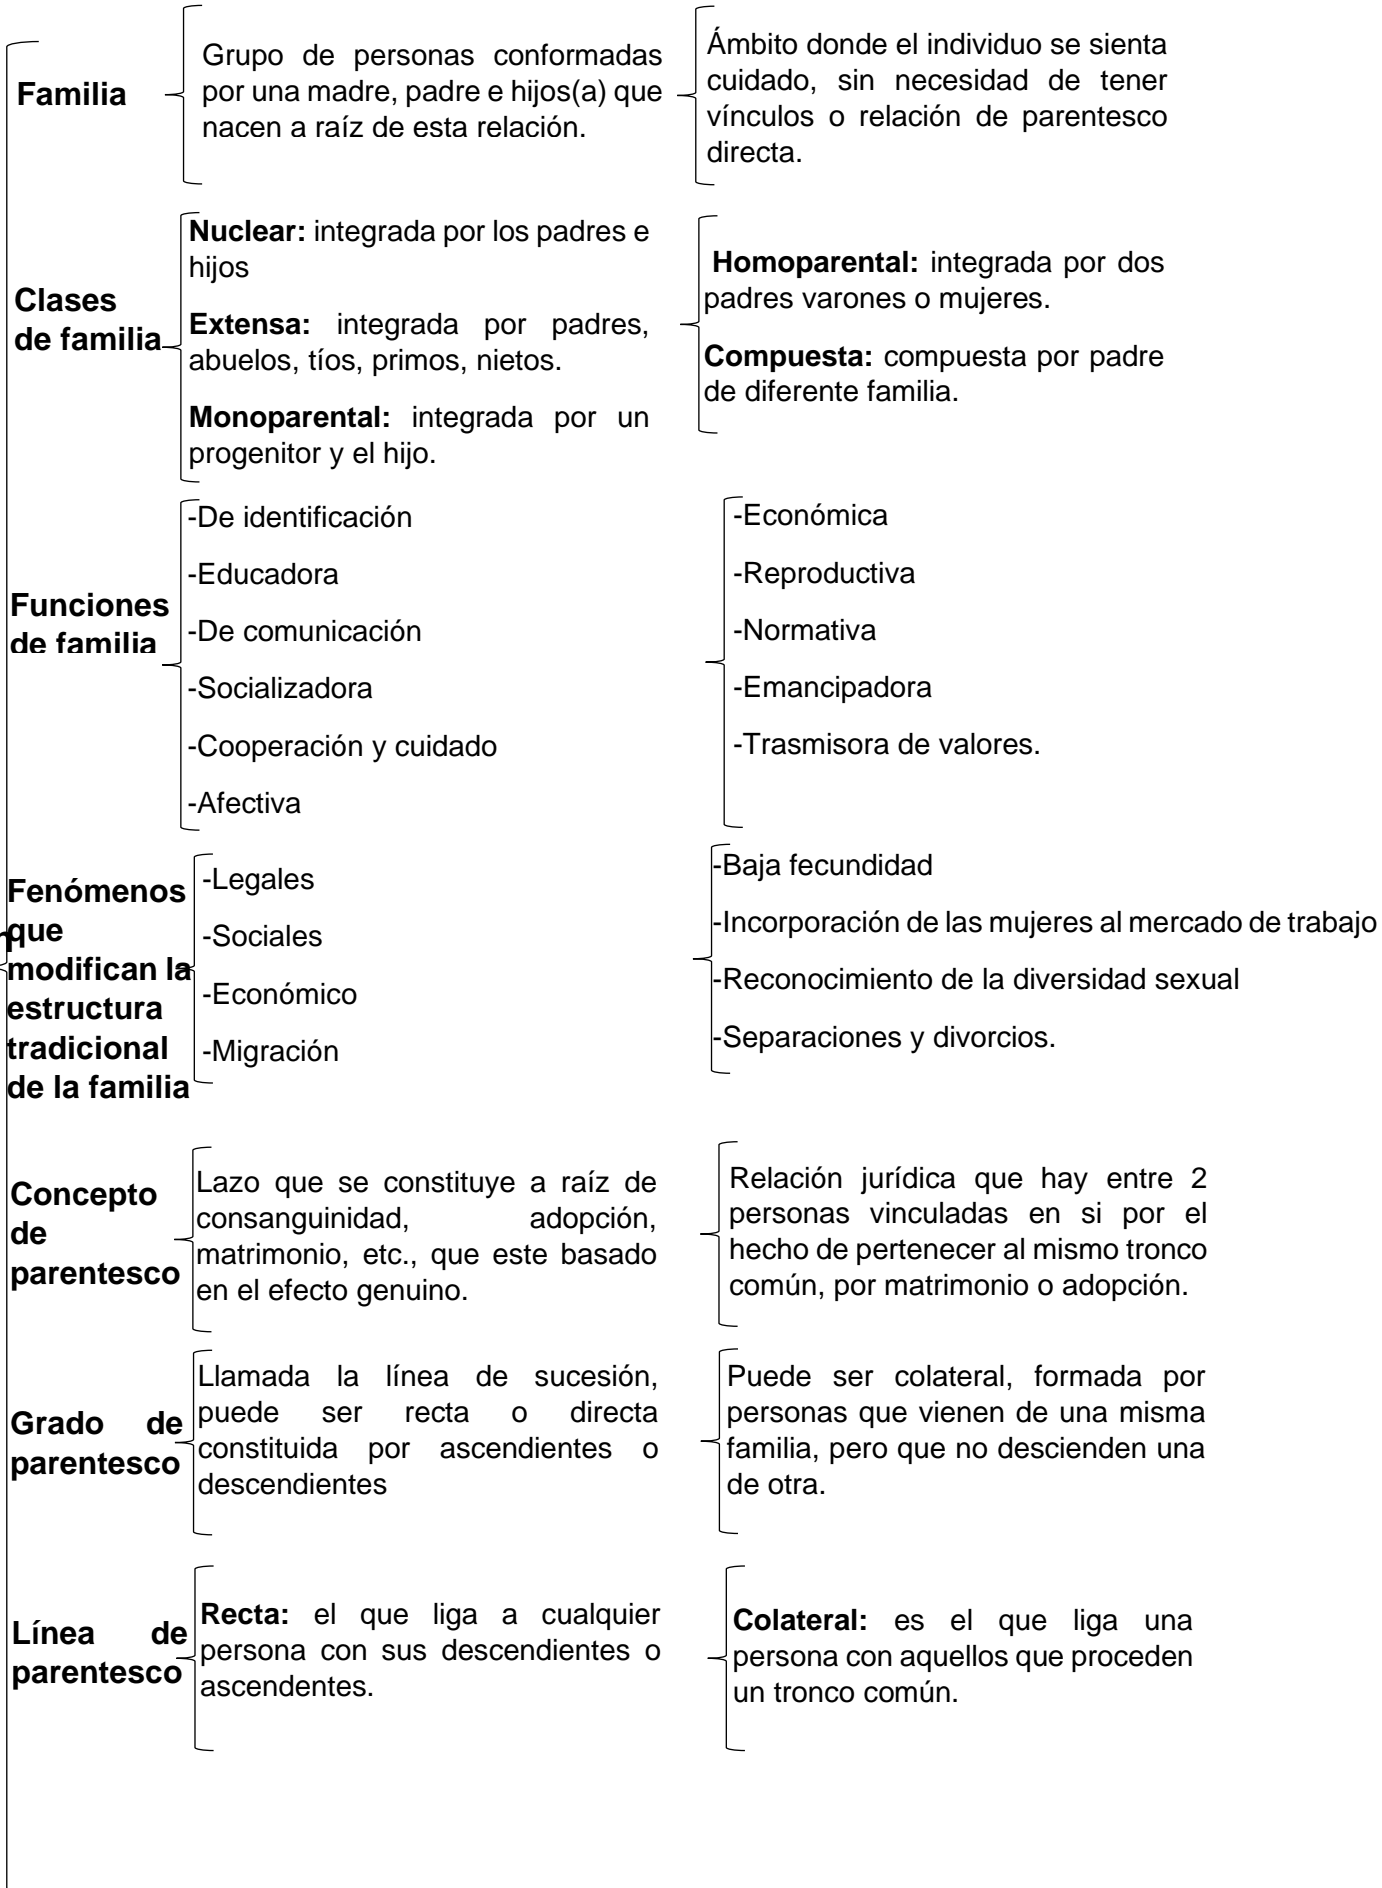 Familia
Grupo de personas conformadas
por una madre, padre e hijos(a) que
nacen a raíz de esta relación.
Ámbito donde el individuo se sienta
cuidado, sin necesidad de tener
vínculos o relación de parentesco
directa.
Clases
de familia
Nuclear: integrada por los padres e
hijos
Extensa: integrada por padres,
abuelos, tíos, primos, nietos.
Monoparental: integrada por un
progenitor y el hijo.
Homoparental: integrada por dos
padres varones o mujeres.
Compuesta: compuesta por padre
de diferente familia.
Funciones
de familia
-De identificación
-Educadora
-De comunicación
-Socializadora
-Cooperación y cuidado
-Afectiva
-Económica
-Reproductiva
-Normativa
-Emancipadora
-Trasmisora de valores.
Fenómenos
que
modifican la
estructura
tradicional
de la familia
-Legales
-Sociales
-Económico
-Migración
-Baja fecundidad
-Incorporación de las mujeres al mercado de trabajo
-Reconocimiento de la diversidad sexual
-Separaciones y divorcios.
Concepto
de
parentesco
Lazo que se constituye a raíz de
consanguinidad, adopción,
matrimonio, etc., que este basado
en el efecto genuino.
Relación jurídica que hay entre 2
personas vinculadas en si por el
hecho de pertenecer al mismo tronco
común, por matrimonio o adopción.
Grado de
parentesco
Llamada la línea de sucesión,
puede ser recta o directa
constituida por ascendientes o
descendientes
Puede ser colateral, formada por
personas que vienen de una misma
familia, pero que no descienden una
de otra.
Línea de
parentesco
Recta: el que liga a cualquier
persona con sus descendientes o
ascendentes.
Colateral: es el que liga una
persona con aquellos que proceden
un tronco común.